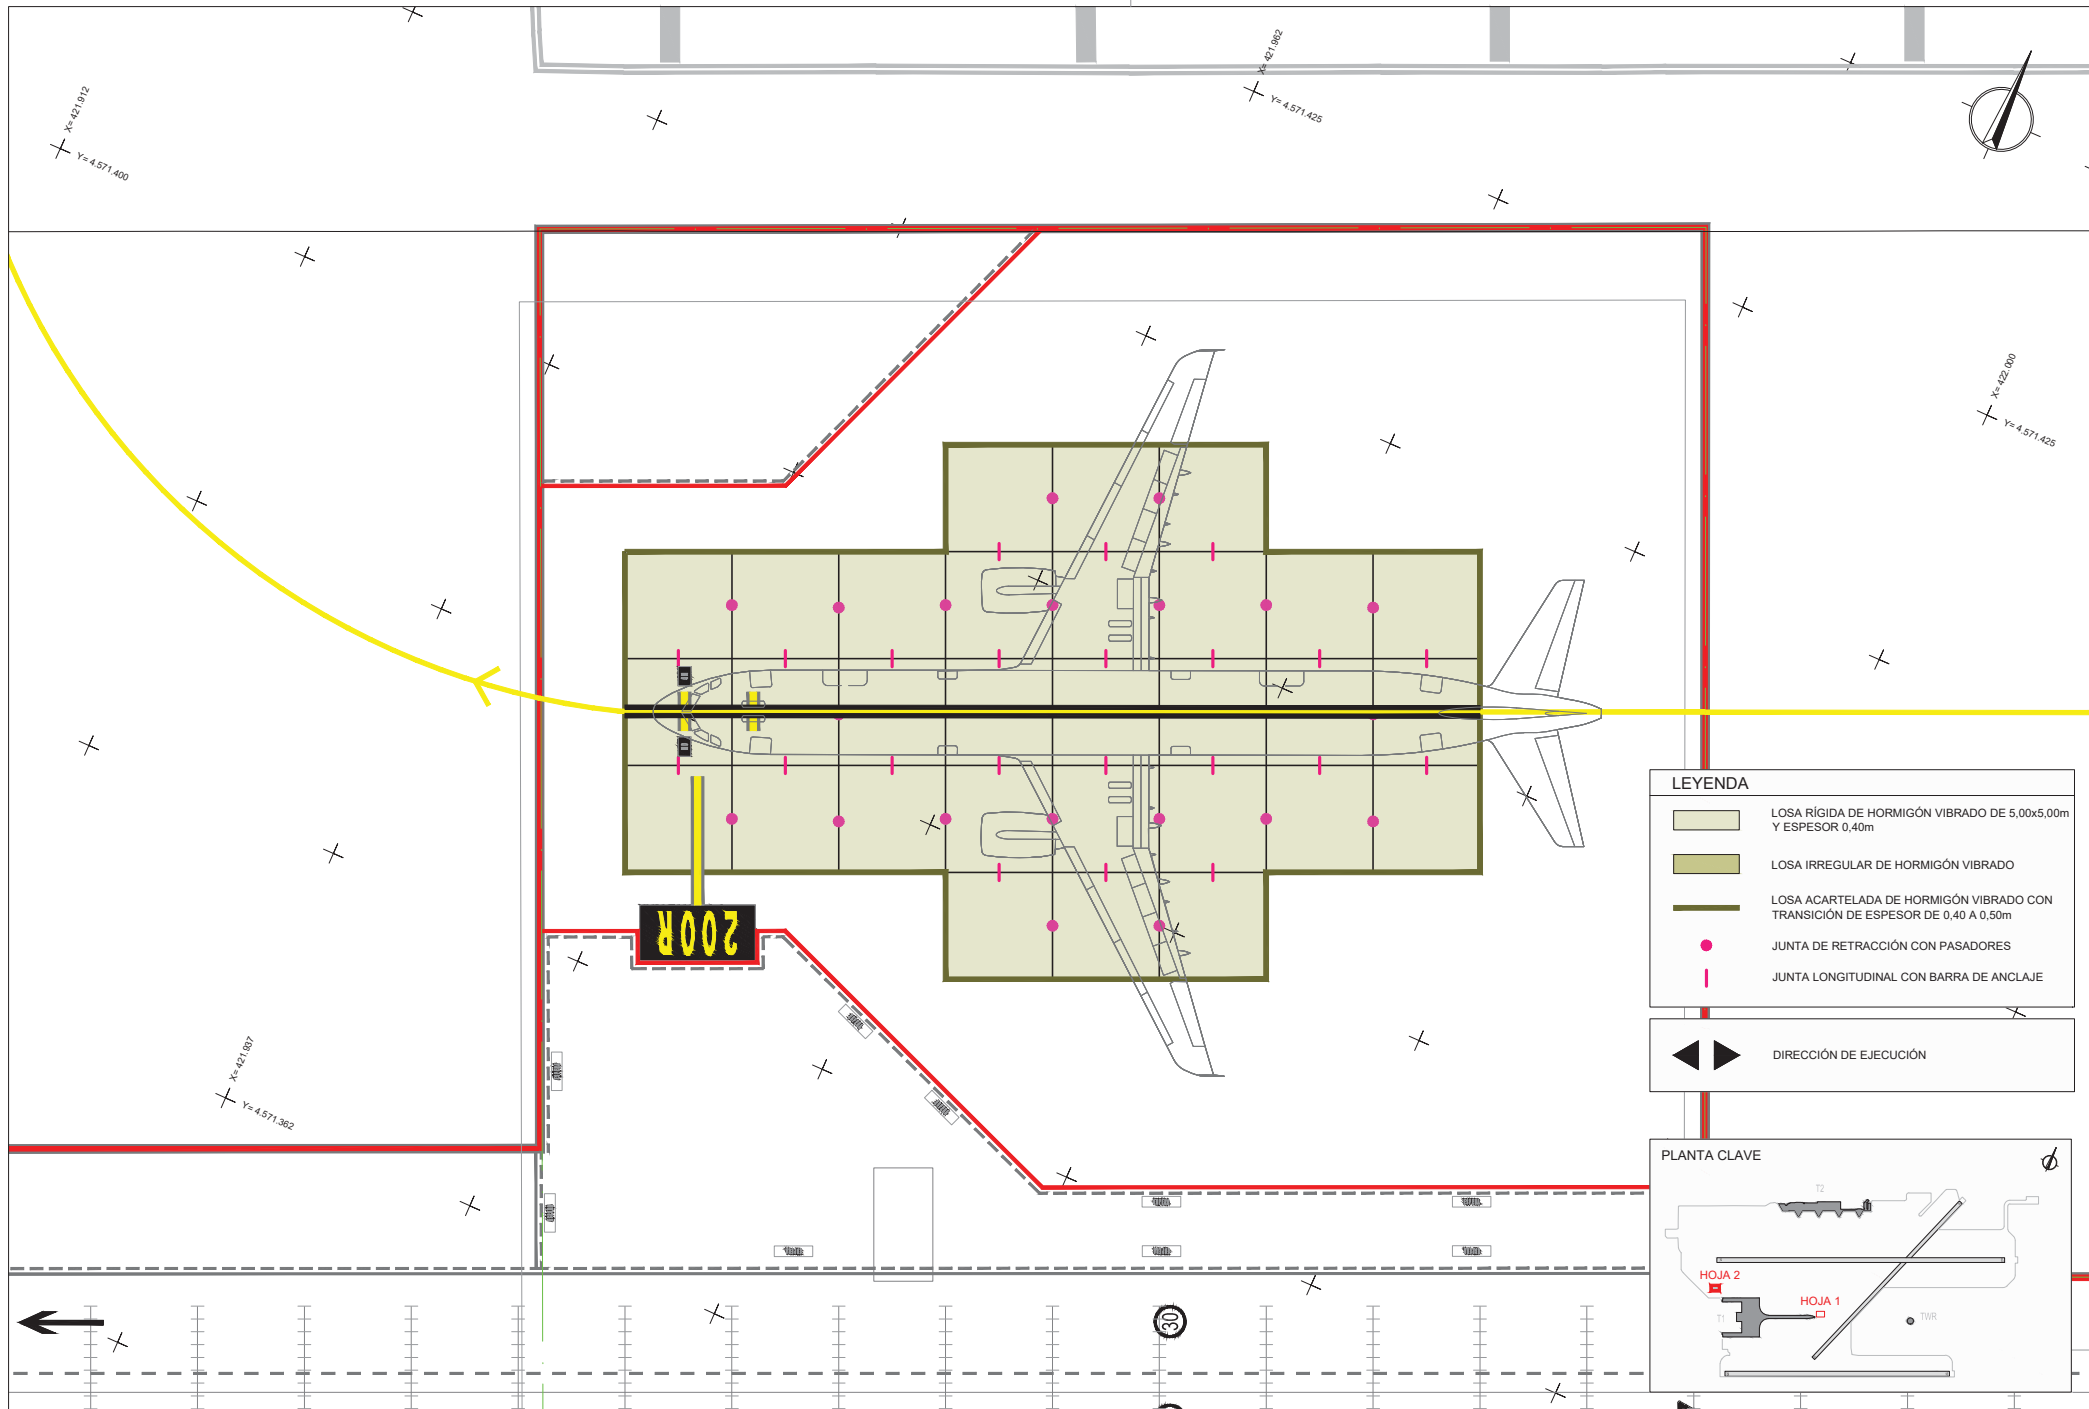 X= 421.912
Y= 4.571.400
X= 421.962
Y= 4.571.425
X= 422.000
Y= 4.571.425
X= 421.937
Y= 4.571.362
200R
30
LEYENDA
LOSA RÍGIDA DE HORMIGÓN VIBRADO DE 5,00x5,00m
Y ESPESOR 0,40m
LOSA IRREGULAR DE HORMIGÓN VIBRADO
LOSA ACARTELADA DE HORMIGÓN VIBRADO CON
TRANSICIÓN DE ESPESOR DE 0,40 A 0,50m
JUNTA DE RETRACCIÓN CON PASADORES
JUNTA LONGITUDINAL CON BARRA DE ANCLAJE
DIRECCIÓN DE EJECUCIÓN
PLANTA CLAVE
T2
HOJA 2
HOJA 1
T1
TWR